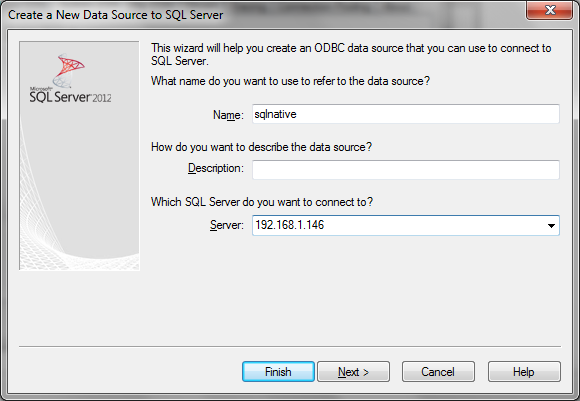 Create a New Data Source to SQL Server
This wizard will help you create an ODBC data source that you can use to connect to
SQL Server.
What name do you want to use to refer to the data source?
Microsoft
SQL Server 2012
Name: sqlnative
How do you want to describe the data source?
Description:
Which SQL Server do you want to connect to?
Server: 192.168.1.146
Finish
Next >
Cancel
Help